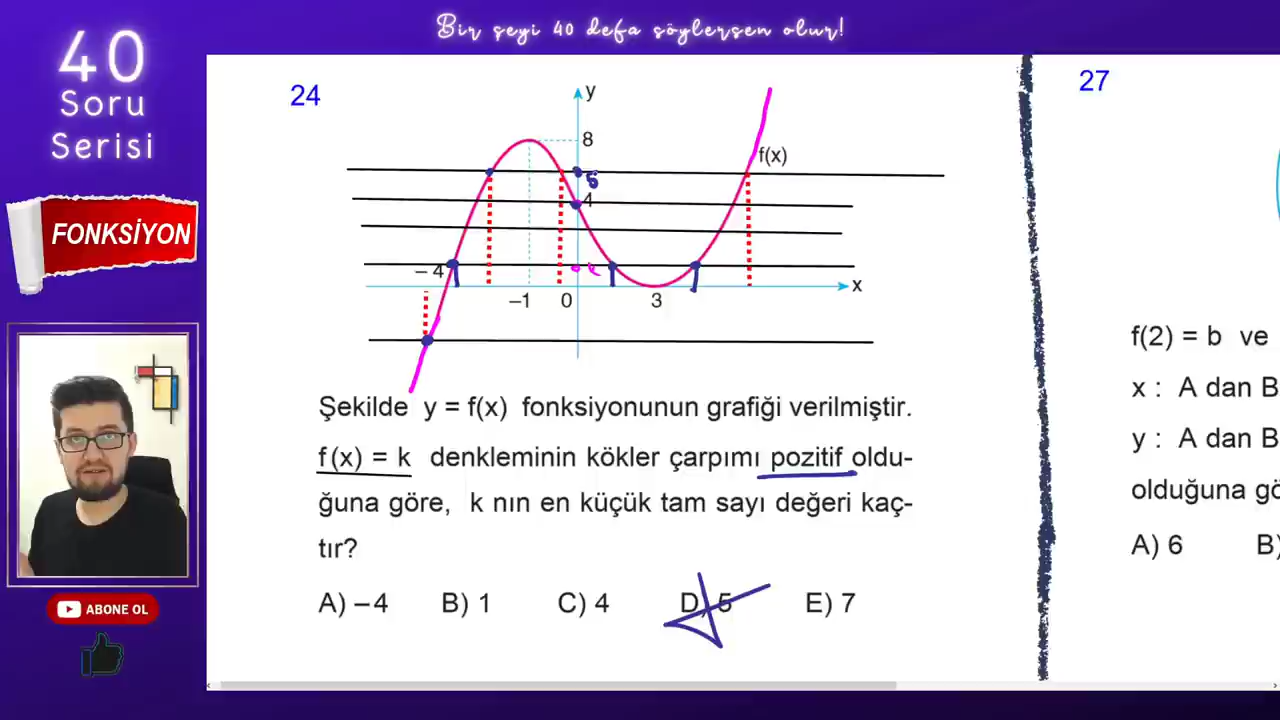 Bir şeyi 40 defa söylersen olur!
40
Soru
Serisi
FONKSİYON
ABONE OL
24
y
8
f(x)
5
4
-4
x
–1
0
3
Şekilde y = f(x) fonksiyonunun grafiği verilmiştir.
f(x) = k denkleminin kökler çarpımı pozitif oldu-
ğuna göre, k nın en küçük tam sayı değeri kaç-
tır?
A) –4 B) 1 C) 4 D) 5 E) 7
27
f(2) = b ve
x : A dan B
y : A dan B
olduğuna gö
A) 6 B)